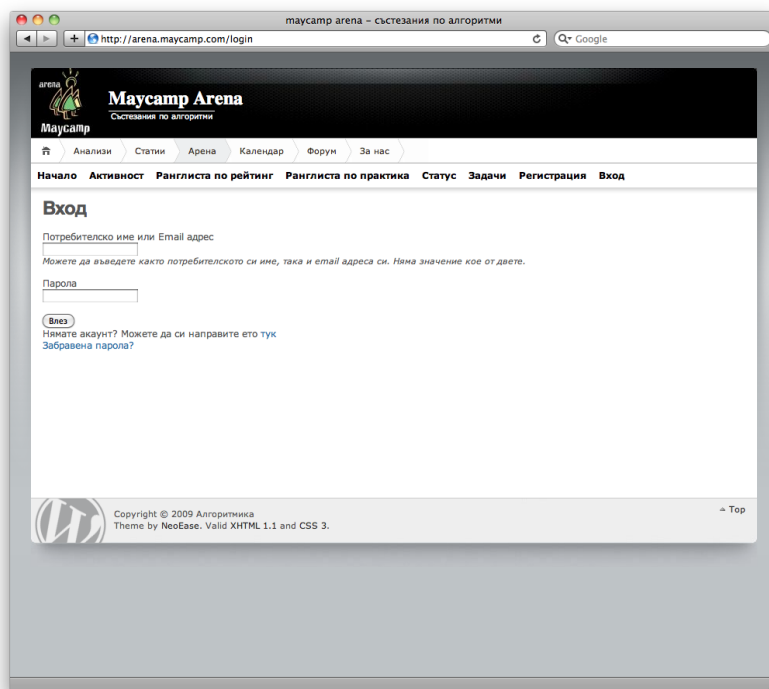 maycamp arena – състезания по алгоритми
http://arena.maycamp.com/login
Google
arena
Maycamp
Maycamp Arena
Състезания по алгоритми
Анализи Статии Арена Календар Форум За нас
Начало Активност Ранглиста по рейтинг Ранглиста по практика Статус Задачи Регистрация Вход
Вход
Потребителско име или Email адрес
Можете да въведете както потребителското си име, така и email адреса си. Няма значение кое от двете.
Парола
Влез
Нямате акаунт? Можете да си направите ето тук
Забравена парола?
Copyright © 2009 Алгоритмика
Theme by NeoEase. Valid XHTML 1.1 and CSS 3.
Top